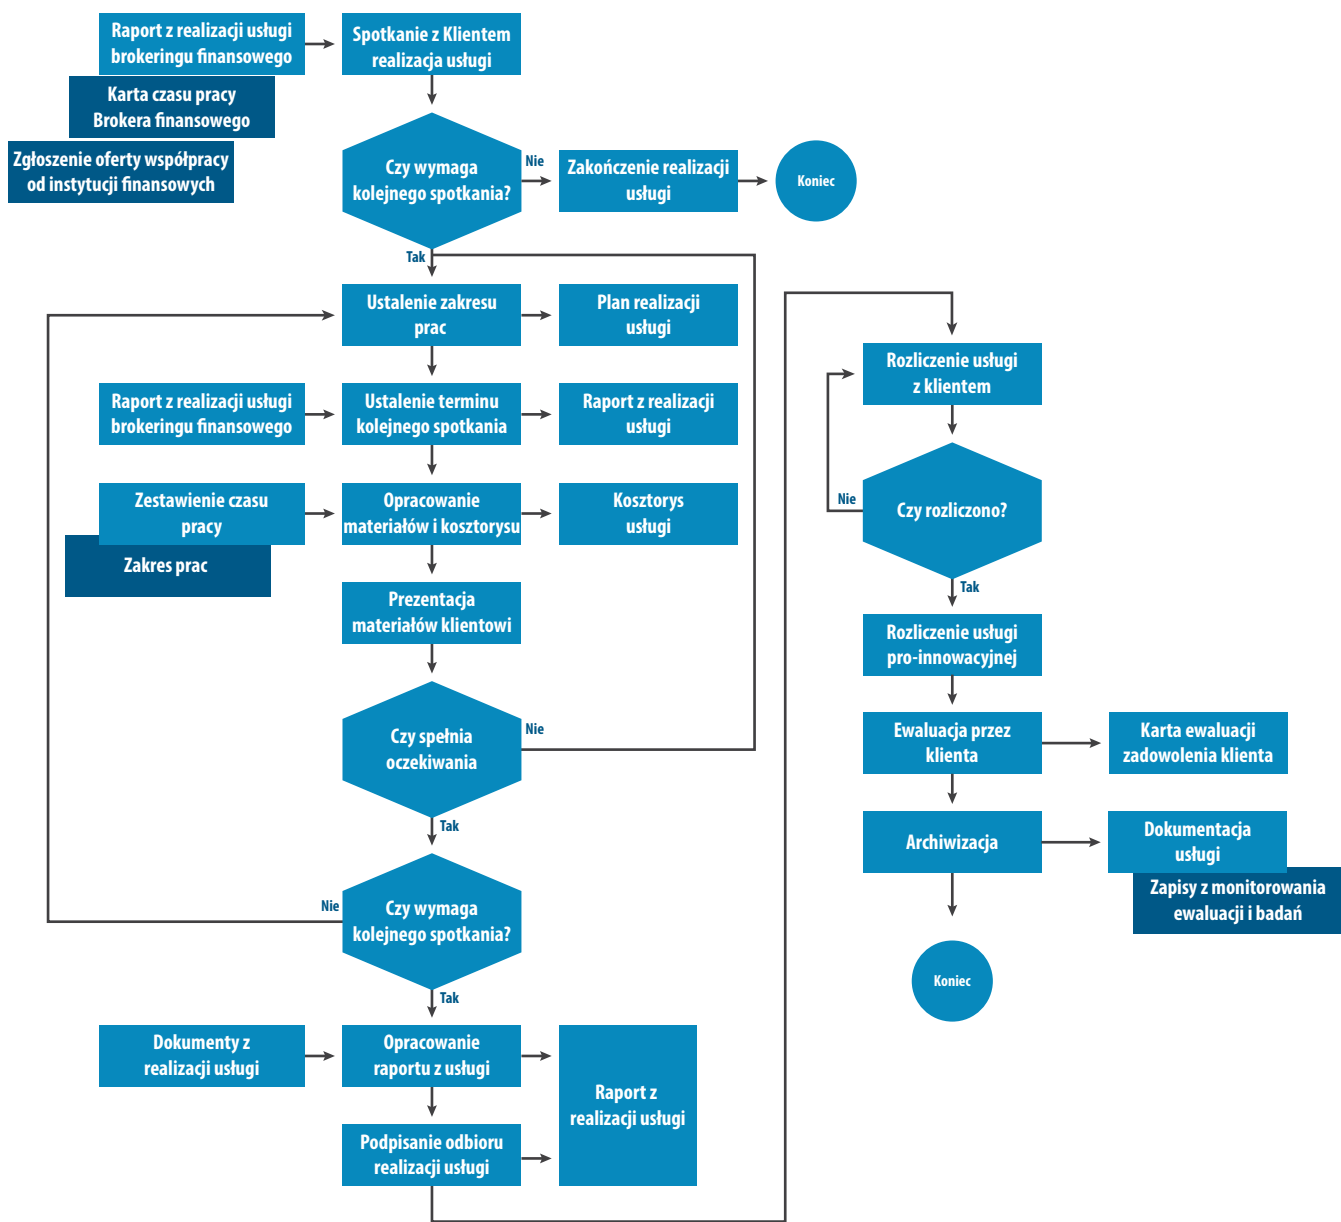 Raport z realizacji usługi
brokeringu finansowego
Spotkanie z Klientem
realizacja usługi
Karta czasu pracy
Brokera finansowego
Zgłoszenie oferty współpracy
od instytucji finansowych
Czy wymaga
kolejnego spotkania?
Nie
Zakończenie realizacji
usługi
Koniec
Tak
Ustalenie zakresu
prac
Plan realizacji
usługi
Raport z realizacji usługi
brokeringu finansowego
Ustalenie terminu
kolejnego spotkania
Raport z realizacji
usługi
Zestawienie czasu
pracy
Zakres prac
Opracowanie
materiałów i kosztorysu
Kosztorys
usługi
Prezentacja
materiałów klientowi
Czy spełnia
oczekiwania
Nie
Tak
Czy wymaga
kolejnego spotkania?
Nie
Tak
Dokumenty z
realizacji usługi
Opracowanie
raportu z usługi
Raport z
realizacji usługi
Podpisanie odbioru
realizacji usługi
Rozliczenie usługi
z klientem
Czy rozliczono?
Nie
Tak
Rozliczenie usługi
pro-innowacyjnej
Ewaluacja przez
klienta
Karta ewaluacji
zadowolenia klienta
Archiwizacja
Dokumentacja
usługi
Zapisy z monitorowania
ewaluacji i badań
Koniec